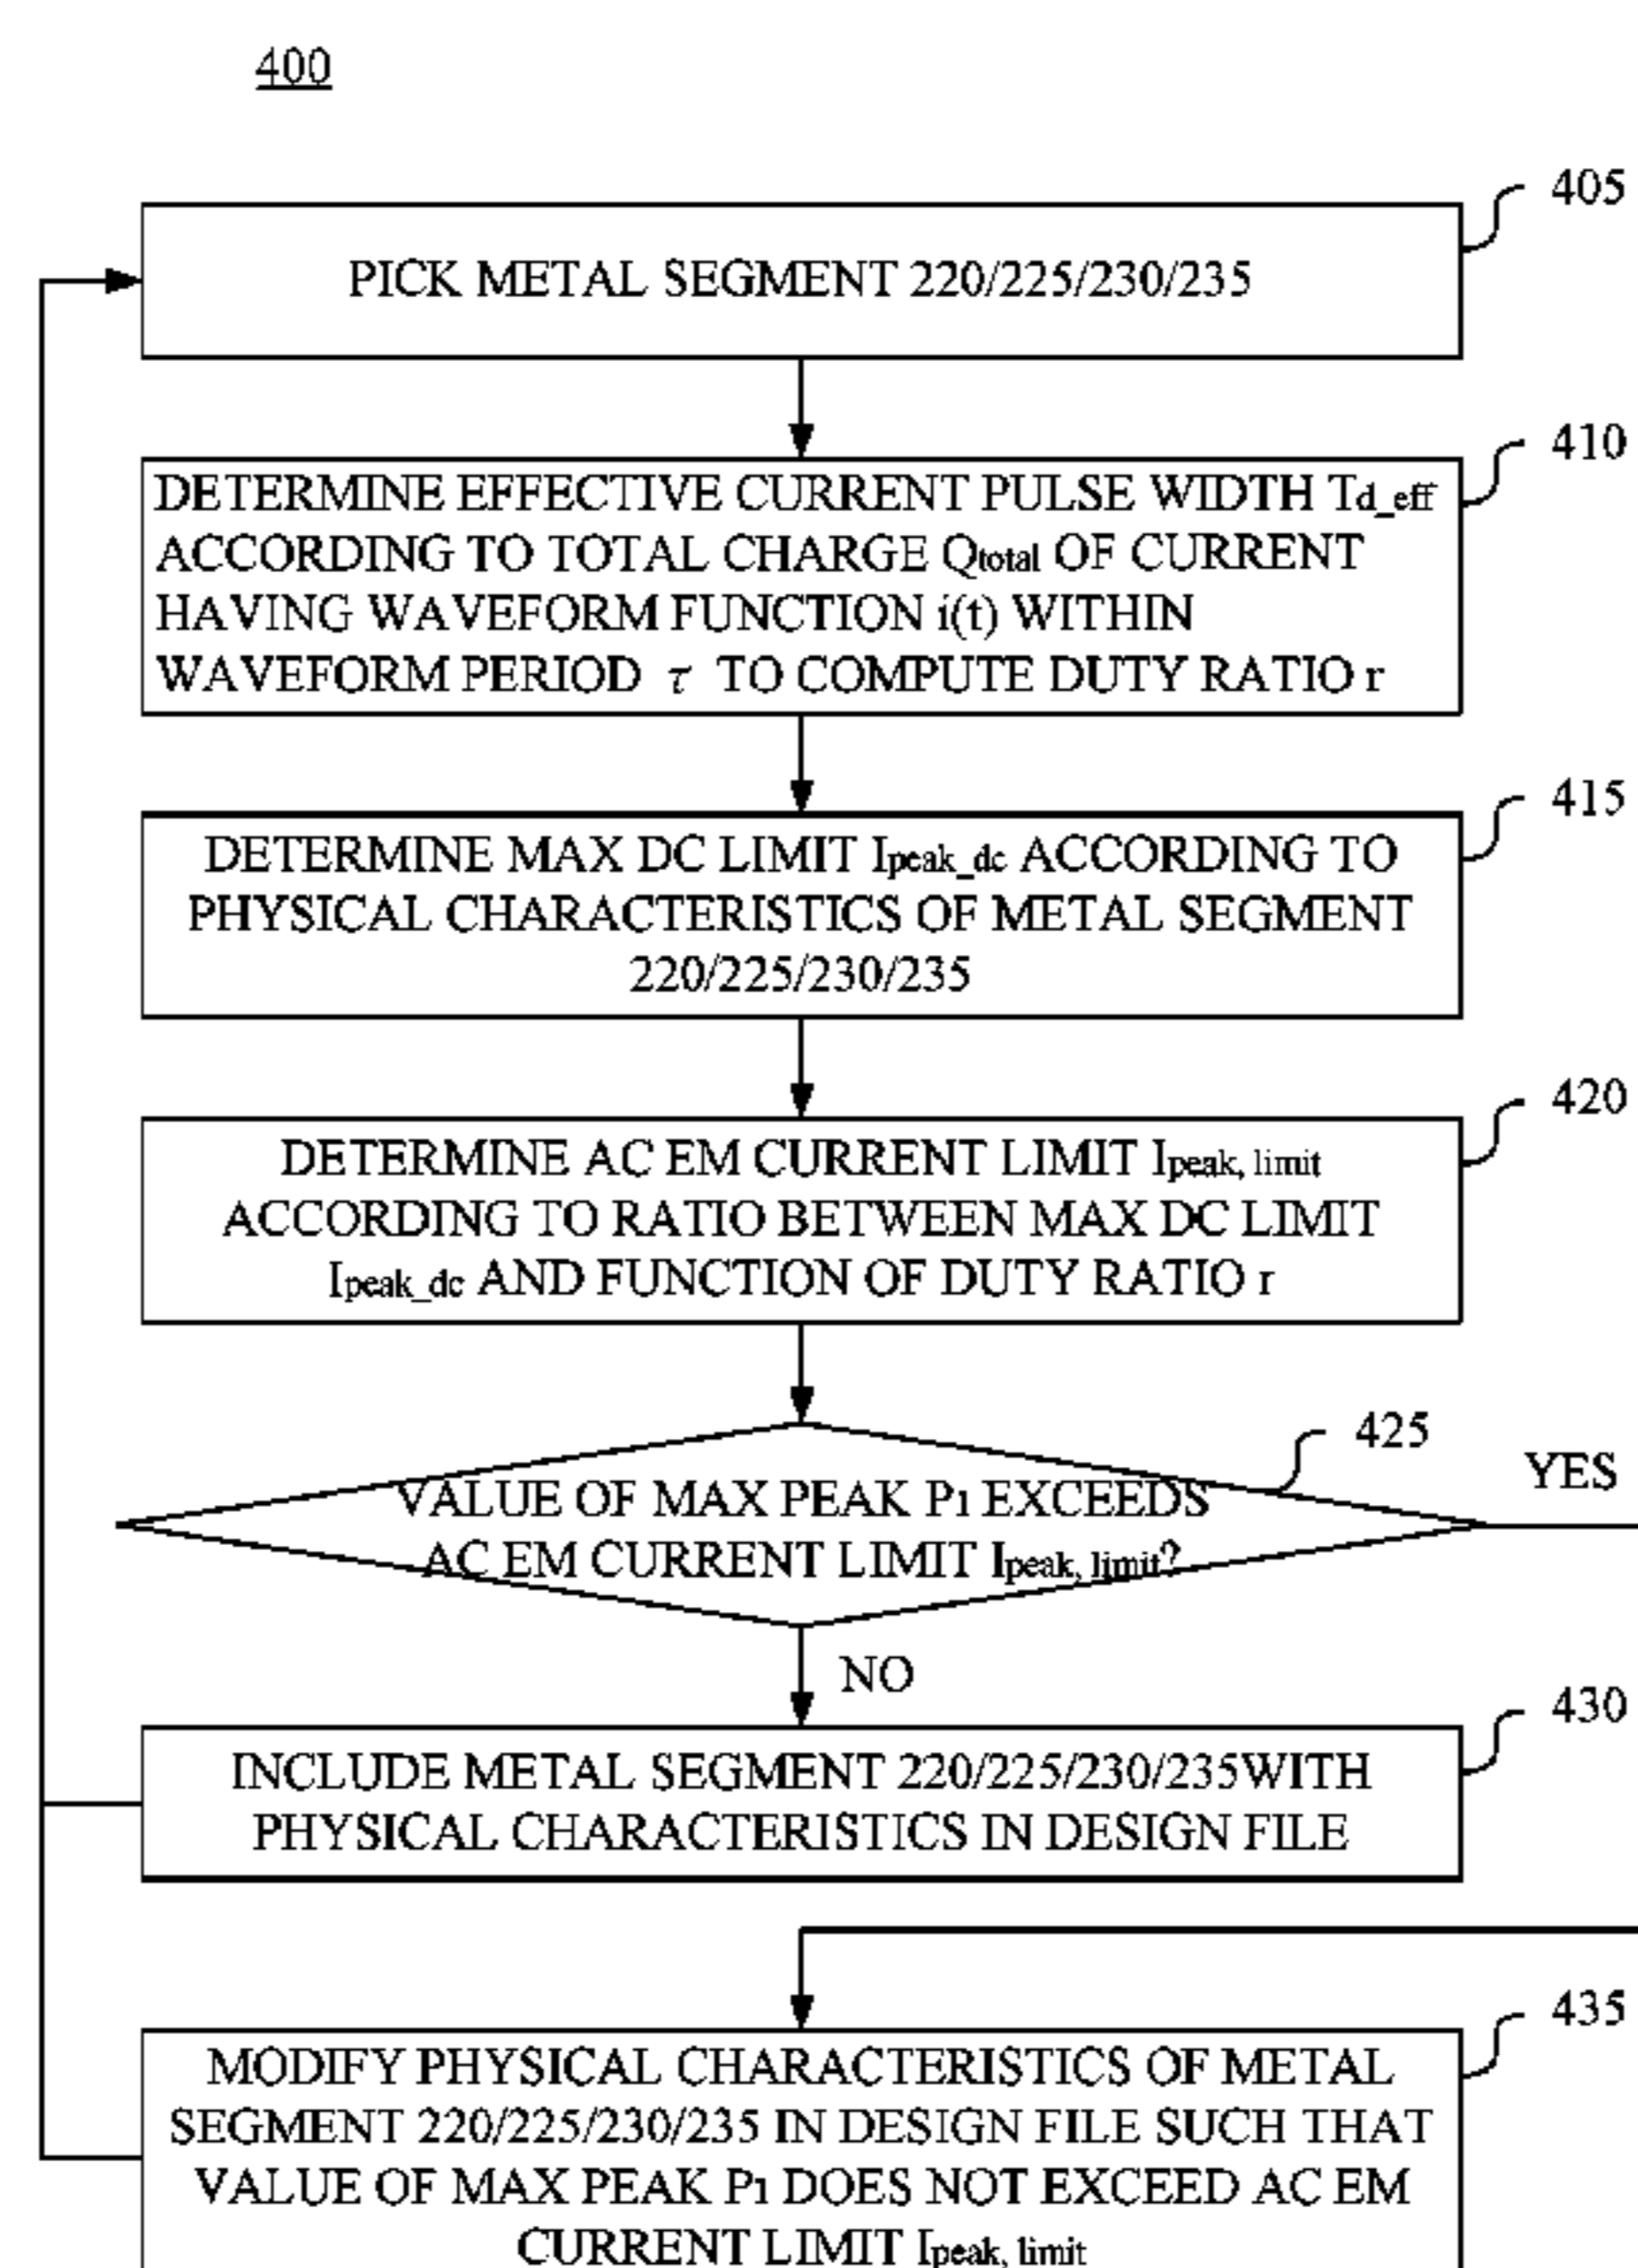 400
405
PICK METAL SEGMENT 220/225/230/235
410
DETERMINE EFFECTIVE CURRENT PULSE WIDTH Td_eff
ACCORDING TO TOTAL CHARGE Qtotal OF CURRENT
HAVING WAVEFORM FUNCTION i(t) WITHIN
WAVEFORM PERIOD τ TO COMPUTE DUTY RATIO r
415
DETERMINE MAX DC LIMIT Ipeak_dc ACCORDING TO
PHYSICAL CHARACTERISTICS OF METAL SEGMENT
220/225/230/235
420
DETERMINE AC EM CURRENT LIMIT Ipeak, limit
ACCORDING TO RATIO BETWEEN MAX DC LIMIT
Ipeak_dc AND FUNCTION OF DUTY RATIO r
425
YES
VALUE OF MAX PEAK P1 EXCEEDS
AC EM CURRENT LIMIT Ipeak, limit?
NO
430
INCLUDE METAL SEGMENT 220/225/230/235WITH
PHYSICAL CHARACTERISTICS IN DESIGN FILE
435
MODIFY PHYSICAL CHARACTERISTICS OF METAL
SEGMENT 220/225/230/235 IN DESIGN FILE SUCH THAT
VALUE OF MAX PEAK P1 DOES NOT EXCEED AC EM
CURRENT LIMIT Ipeak, limit